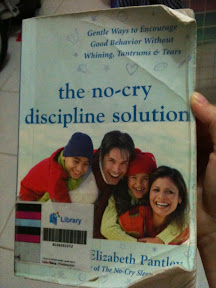 Gentle Ways to Encourage
Good Behavior Without
Whining, Tantrums & Tears
the no-cry
discipline solution
Library
Elizabeth Pantley
of The No-Cry Sleep